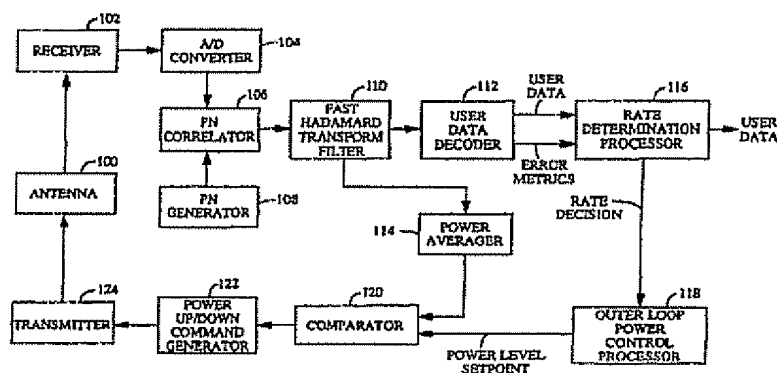 102
RECEIVER
104
A/D
CONVERTER
106
PN
CORRELATOR
108
PN
GENERATOR
100
ANTENNA
110
FAST
HADAMARD
TRANSFORM
FILTER
112
USER
DATA
DECODER
USER
DATA
ERROR
METRICS
116
RATE
DETERMINATION
PROCESSOR
USER
DATA
RATE
DECISION
114
POWER
AVERAGER
118
OUTER LOOP
POWER
CONTROL
PROCESSOR
POWER LEVEL
SETPOINT
120
COMPARATOR
122
POWER
UP/DOWN
COMMAND
GENERATOR
124
TRANSMITTER